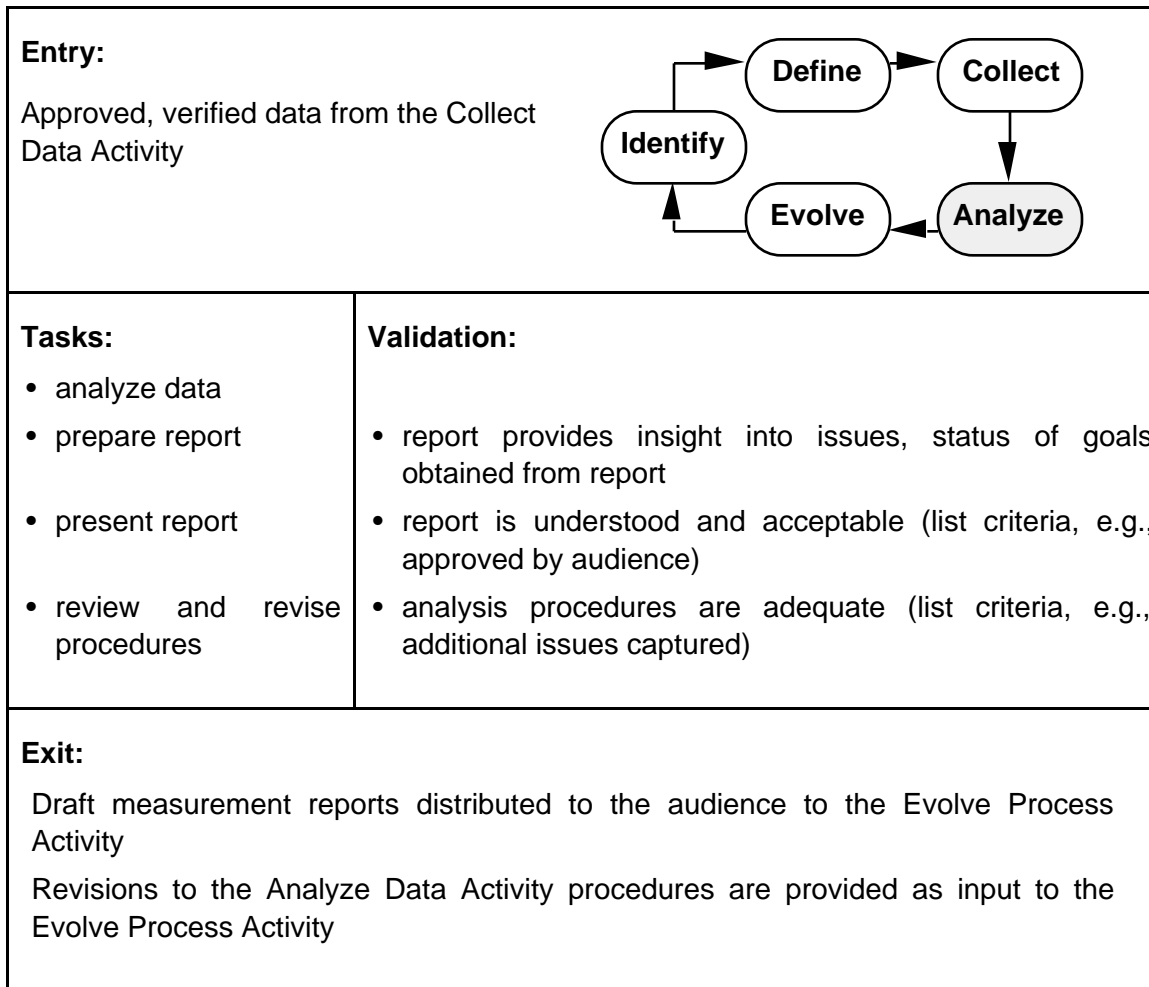 Entry:
Approved, verified data from the Collect
Data Activity
Define
Collect
Identify
Evolve
Analyze
Tasks:
• analyze data
• prepare report
• present report
• review and revise
procedures
Validation:
• report provides insight into issues, status of goals
obtained from report
• report is understood and acceptable (list criteria, e.g.,
approved by audience)
• analysis procedures are adequate (list criteria, e.g.,
additional issues captured)
Exit:
Draft measurement reports distributed to the audience to the Evolve Process
Activity
Revisions to the Analyze Data Activity procedures are provided as input to the
Evolve Process Activity